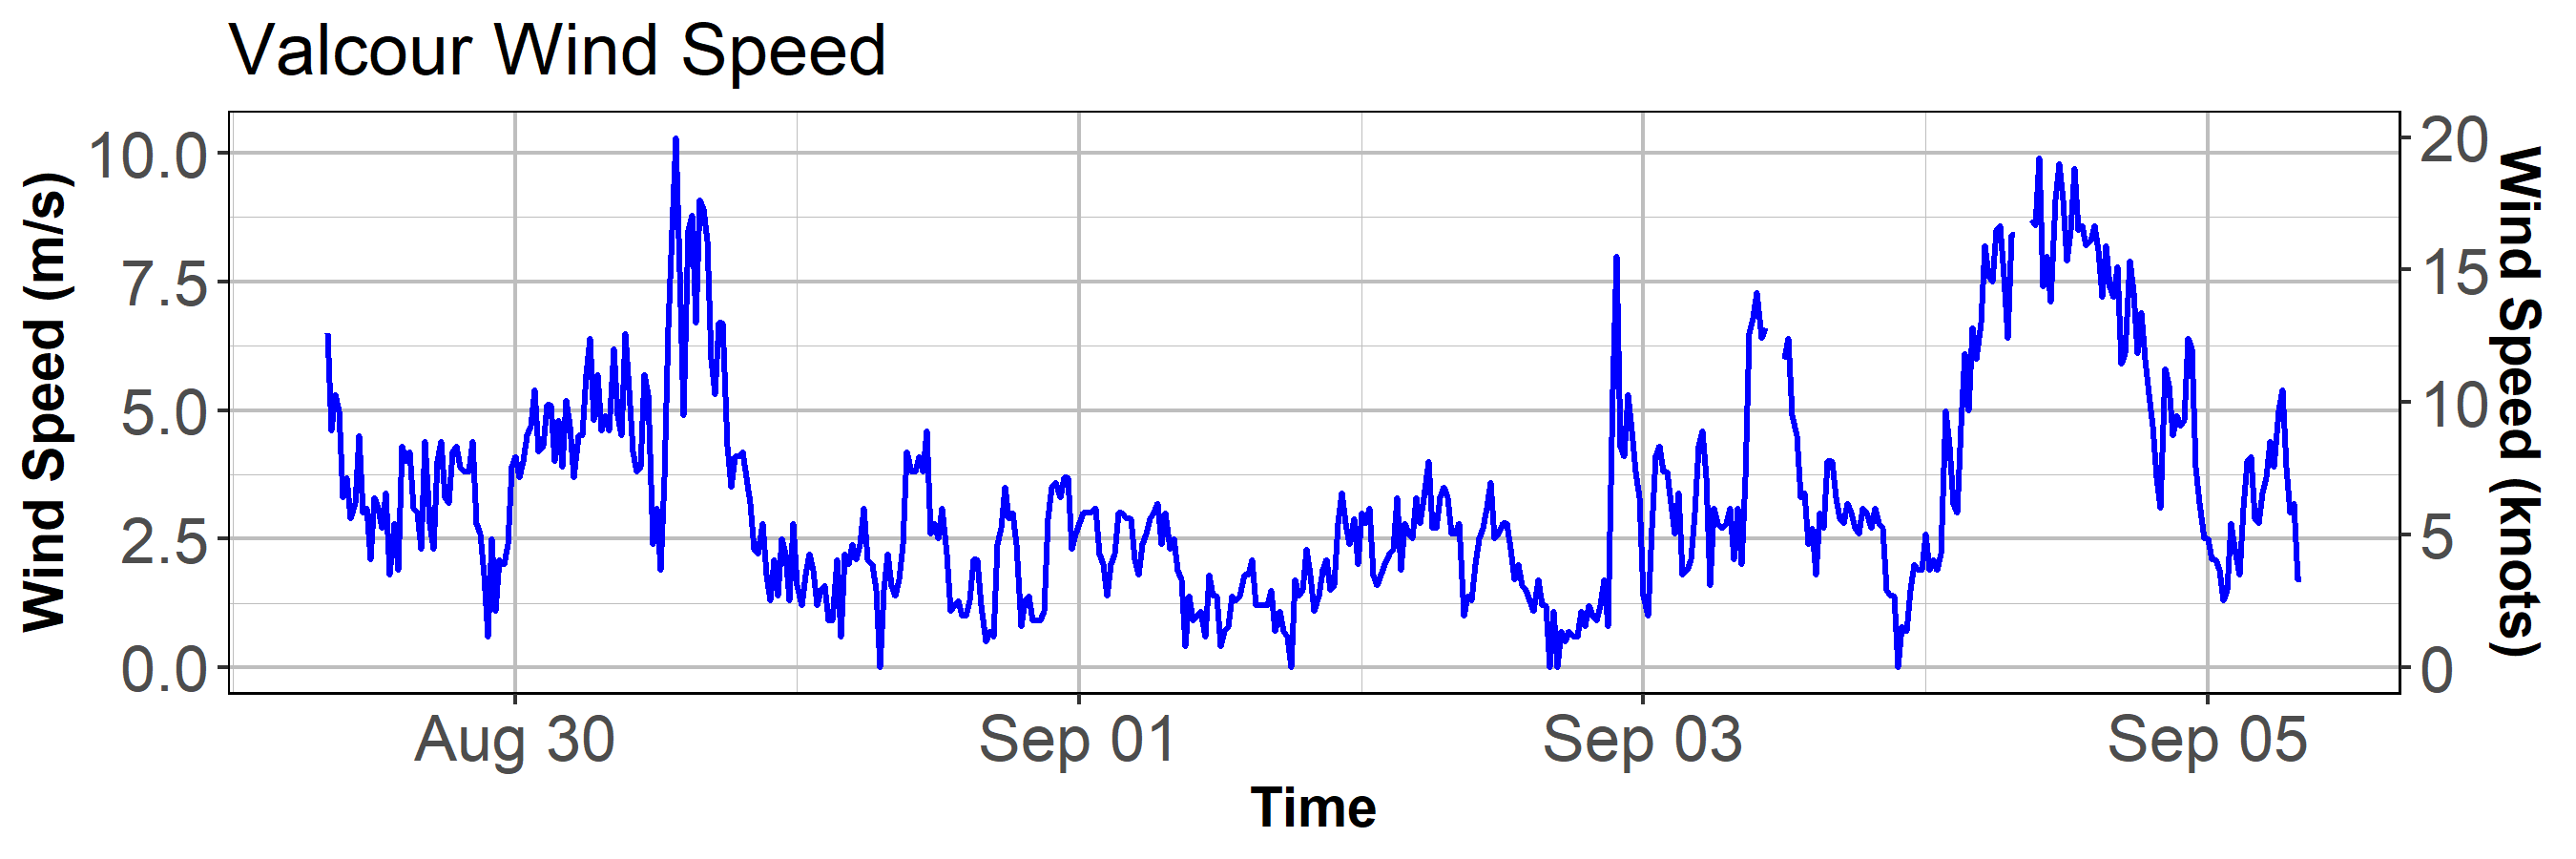 Valcour Wind Speed
Wind Speed (m/s)
10.0
7.5
5.0
2.5
0.0
20
15
10
5
0
Wind Speed (knots)
Aug 30
Sep 01
Sep 03
Sep 05
Time